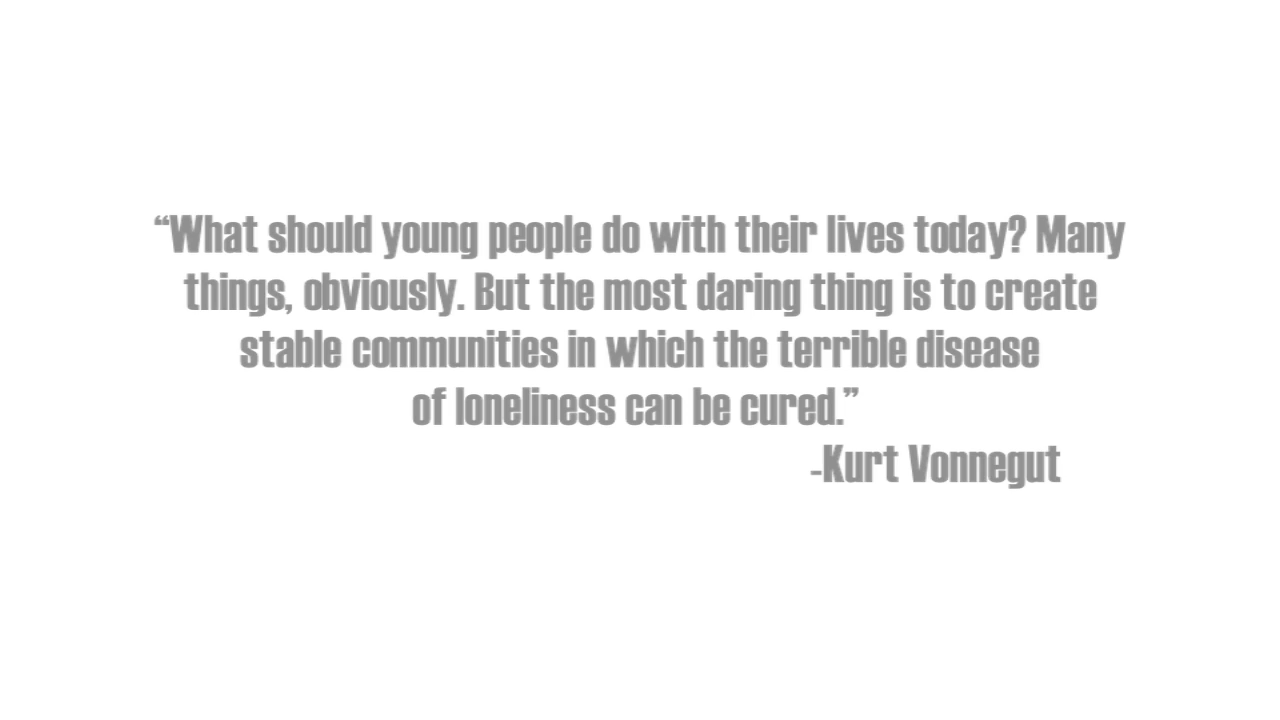 “What should young people do with their lives today? Many
things, obviously. But the most daring thing is to create
stable communities in which the terrible disease
of loneliness can be cured.”
-Kurt Vonnegut